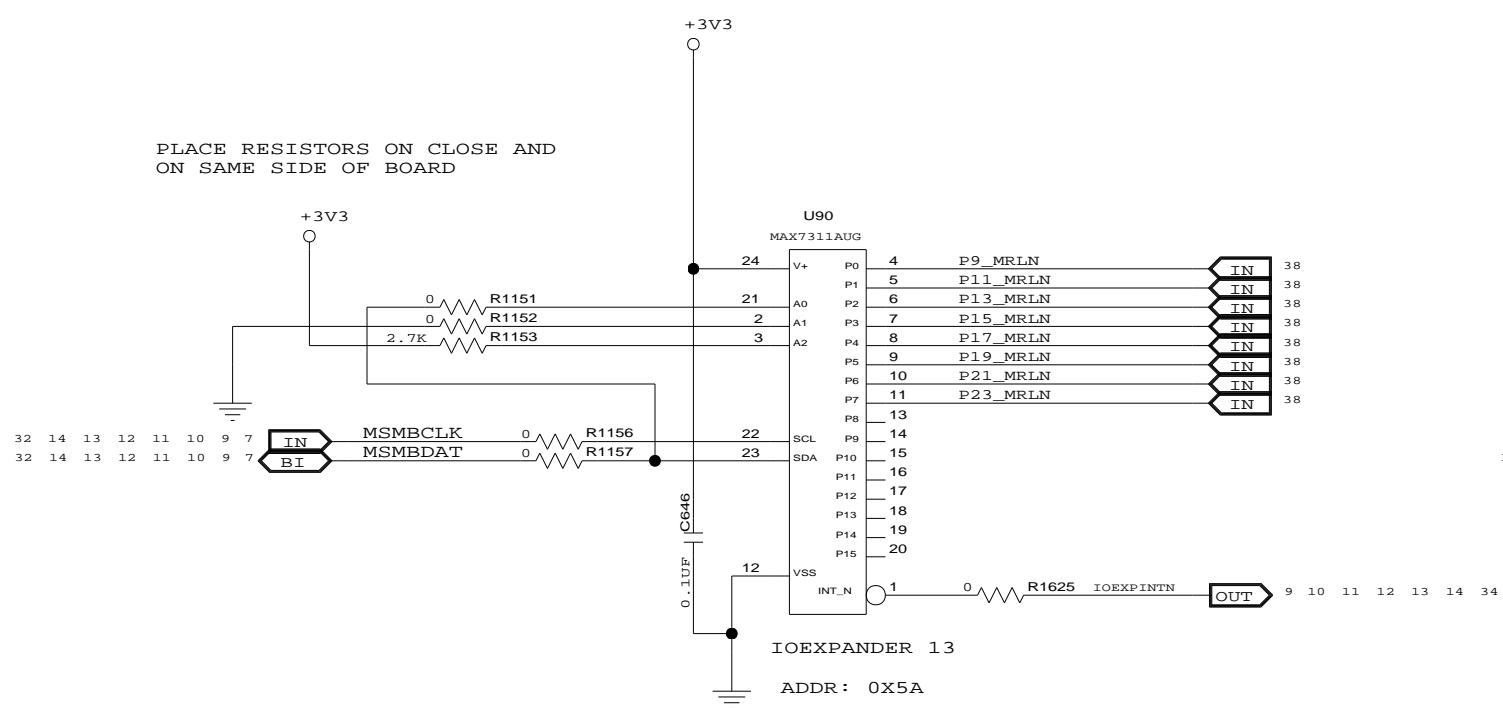 +3V3
PLACE RESISTORS ON CLOSE AND
ON SAME SIDE OF BOARD
+3V3
U90
MAX7311AUG
24 V+ P0 4 P9_MRLN IN 38
P1 5 P11_MRLN IN 38
0 R1151 21 A0 P2 6 P13_MRLN IN 38
0 R1152 2 A1 P3 7 P15_MRLN IN 38
2.7K R1153 3 A2 P4 8 P17_MRLN IN 38
P5 9 P19_MRLN IN 38
P6 10 P21_MRLN IN 38
P7 11 P23_MRLN IN 38
P8 13
32 14 13 12 11 10 9 7 IN MSMBCLK 0 R1156 22 SCL P9 14
32 14 13 12 11 10 9 7 BI MSMBDAT 0 R1157 23 SDA P10 15
P11 16
P12 17
P13 18
P14 19
P15 20
C646
0.1UF
12 VSS
INT_N 1 0 R1625 IOEXPINTN OUT 9 10 11 12 13 14 34
IOEXPANDER 13
ADDR: 0X5A